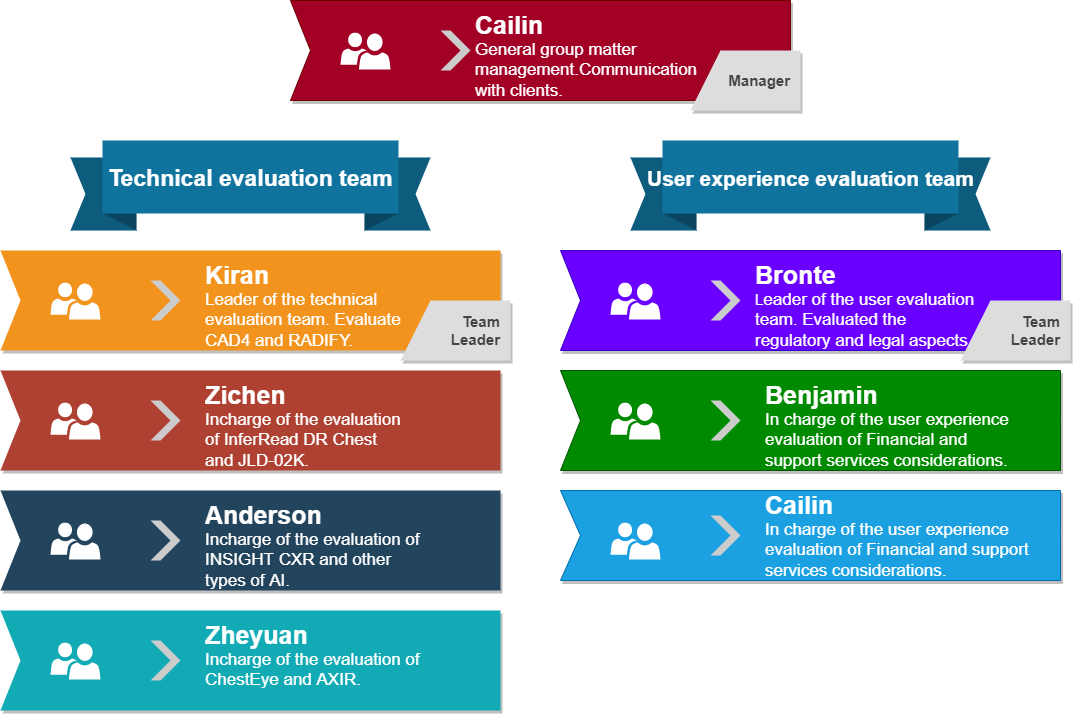 Cailin
General group matter
management.Communication
with clients.
Manager
Technical evaluation team
User experience evaluation team
Kiran
Leader of the technical
evaluation team. Evaluate
CAD4 and RADIFY.
Team
Leader
Zichen
Incharge of the evaluation
of InferRead DR Chest
and JLD-02K.
Anderson
Incharge of the evaluation of
INSIGHT CXR and other
types of AI.
Zheyuan
Incharge of the evaluation of
ChestEye and AXIR.
Bronte
Leader of the user evaluation
team. Evaluated the
regulatory and legal aspects
Team
Leader
Benjamin
In charge of the user experience
evaluation of Financial and
support services considerations.
Cailin
In charge of the user experience
evaluation of Financial and support
services considerations.